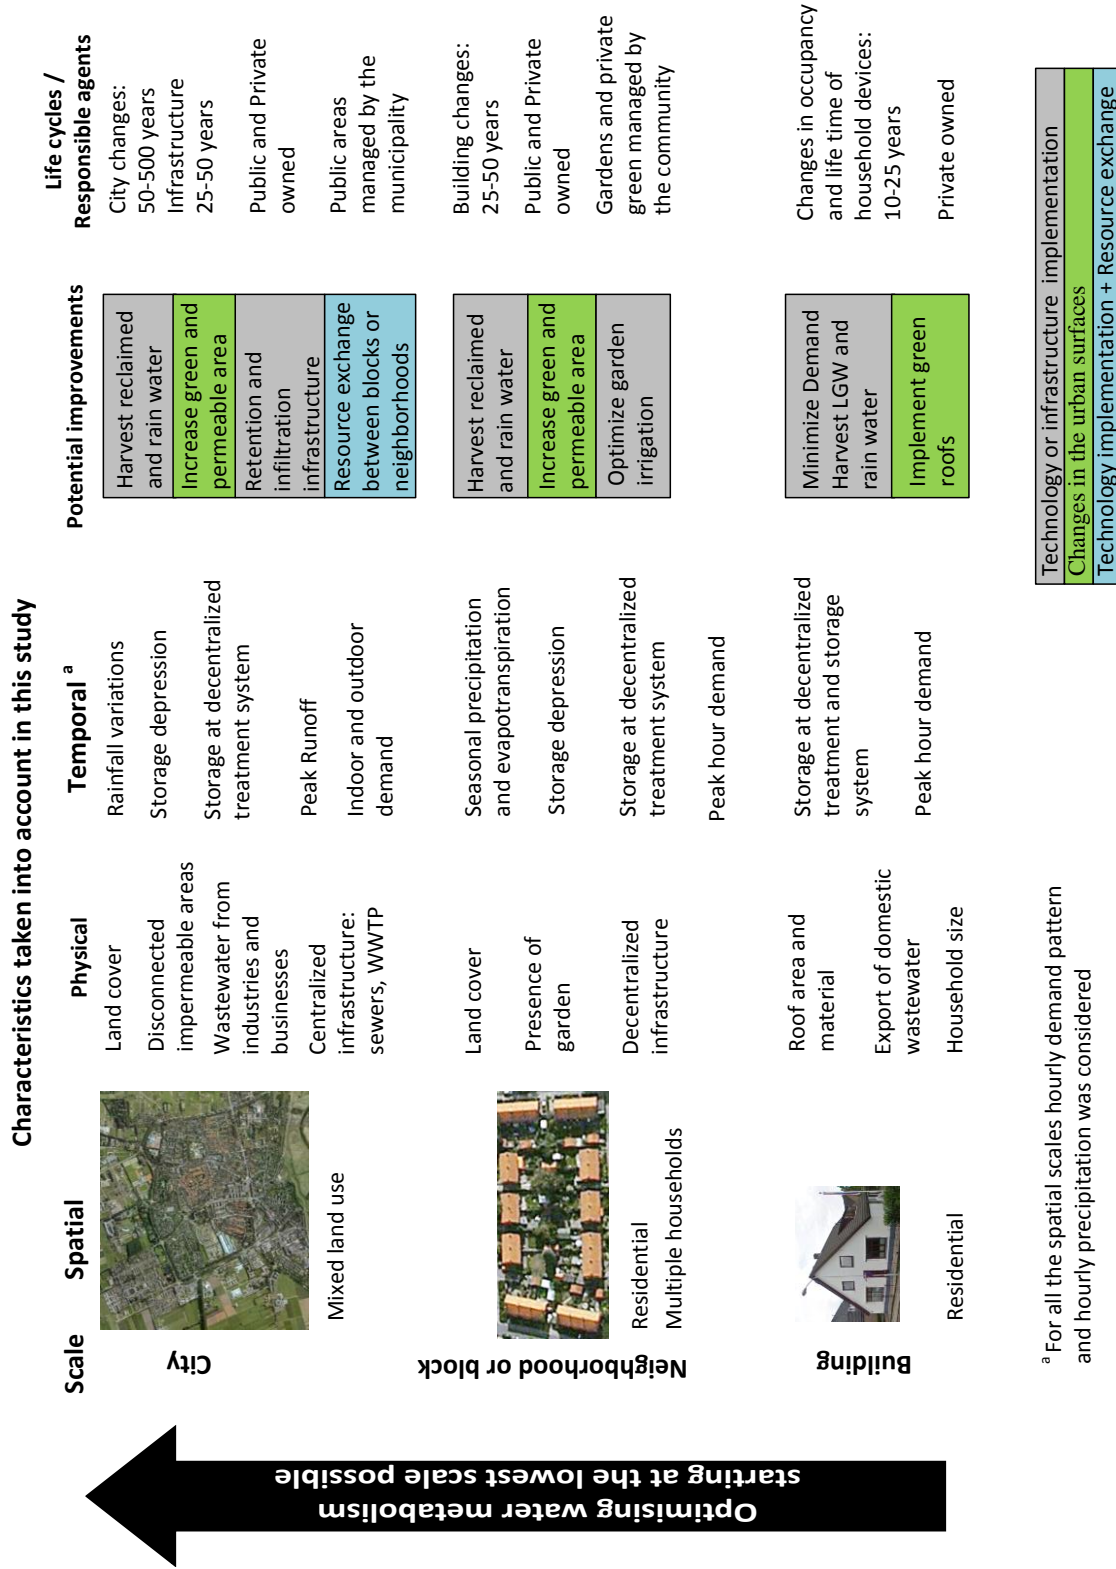 Characteristics taken into account in this study
Scale
Spatial
Physical
Temporal a
Potential improvements
Life cycles /
Responsible agents
Optimising water metabolism
starting at the lowest scale possible
City
Mixed land use
Land cover
Disconnected
impermeable areas
Wastewater from
industries and
businesses
Centralized
infrastructure:
sewers, WWTP
Rainfall variations
Storage depression
Storage at decentralized
treatment system
Peak Runoff
Indoor and outdoor
demand
Harvest reclaimed
and rain water
Increase green and
permeable area
Retention and
infiltration
infrastructure
Resource exchange
between blocks or
neighborhoods
City changes:
50-500 years
Infrastructure
25-50 years
Public and Private
owned
Public areas
managed by the
municipality
Neighborhood or block
Residential
Multiple households
Land cover
Presence of
garden
Decentralized
infrastructure
Seasonal precipitation
and evapotranspiration
Storage depression
Storage at decentralized
treatment system
Peak hour demand
Harvest reclaimed
and rain water
Increase green and
permeable area
Optimize garden
irrigation
Building changes:
25-50 years
Public and Private
owned
Gardens and private
green managed by
the community
Building
Residential
Roof area and
material
Export of domestic
wastewater
Household size
Storage at decentralized
treatment and storage
system
Peak hour demand
Minimize Demand
Harvest LGW and
rain water
Implement green
roofs
Changes in occupancy
and life time of
household devices:
10-25 years
Private owned
a For all the spatial scales hourly demand pattern
and hourly precipitation was considered
Technology or infrastructure implementation
Changes in the urban surfaces
Technology implementation + Resource exchange